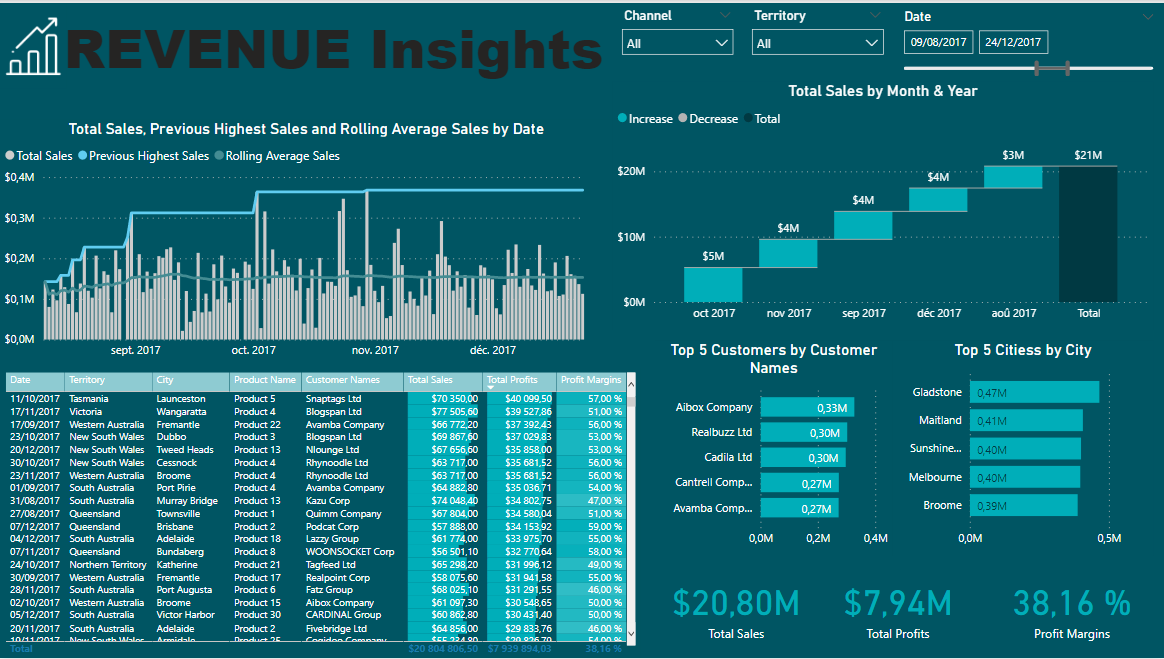 REVENUE Insights
Channel
All
Territory
All
Date
09/08/2017 24/12/2017
Total Sales, Previous Highest Sales and Rolling Average Sales by Date
Total Sales Previous Highest Sales Rolling Average Sales
$0,4M
$0,3M
$0,2M
$0,1M
$0,0M
sept. 2017 oct. 2017 nov. 2017 déc. 2017
Total Sales by Month & Year
Increase Decrease Total
$20M
$10M
$0M
$5M $4M $4M $4M $3M $21M
oct 2017 nov 2017 sep 2017 déc 2017 aoû 2017 Total
Date Territory City Product Name Customer Names Total Sales Total Profits Profit Margins
11/10/2017 Tasmania Launceston Product 5 Snaptags Ltd $70 350,00 $40 099,50 57,00 %
17/11/2017 Victoria Wangaratta Product 4 Blogspan Ltd $77 505,60 $39 527,86 51,00 %
17/09/2017 Western Australia Fremantle Product 22 Avamba Company $66 772,20 $37 392,43 56,00 %
23/10/2017 New South Wales Dubbo Product 3 Blogspan Ltd $69 867,60 $37 029,83 53,00 %
20/12/2017 New South Wales Tweed Heads Product 13 Nlounge Ltd $67 656,60 $35 858,00 53,00 %
30/10/2017 New South Wales Cessnock Product 4 Rhynoodle Ltd $63 717,00 $35 681,52 56,00 %
23/11/2017 Western Australia Broome Product 4 Rhynoodle Ltd $63 717,00 $35 681,52 56,00 %
01/09/2017 South Australia Port Pirie Product 4 Avamba Company $64 882,80 $35 036,71 54,00 %
31/08/2017 South Australia Murray Bridge Product 13 Kazu Corp $74 048,40 $34 802,75 47,00 %
27/08/2017 Queensland Townsville Product 1 Quimm Company $67 804,00 $34 580,04 51,00 %
07/12/2017 Queensland Brisbane Product 2 Podcat Corp $57 888,00 $34 153,92 59,00 %
04/12/2017 South Australia Adelaide Product 18 Lazzy Group $61 774,00 $33 975,70 55,00 %
07/11/2017 Queensland Bundaberg Product 8 WOONSOCKET Corp $56 501,10 $32 770,64 58,00 %
24/10/2017 Northern Territory Katherine Product 21 Tagfeed Ltd $65 298,20 $31 996,12 49,00 %
30/09/2017 Western Australia Fremantle Product 17 Realpoint Corp $58 075,60 $31 941,58 55,00 %
28/11/2017 South Australia Port Augusta Product 6 Fatz Group $68 025,10 $31 291,55 46,00 %
02/10/2017 Western Australia Broome Product 15 Aibox Company $61 097,30 $30 548,65 50,00 %
05/12/2017 South Australia Victor Harbor Product 30 CARDINAL Group $60 862,80 $30 431,40 50,00 %
20/11/2017 South Australia Adelaide Product 2 Fivebridge Ltd $64 856,00 $29 833,76 46,00 %
Total $20 804 806,50 $7 939 894,03 38,16 %
Top 5 Customers by Customer
Names
Aibox Company 0,33M
Realbuzz Ltd 0,30M
Cadila Ltd 0,30M
Cantrell Comp... 0,27M
Avamba Comp... 0,27M
0,0M 0,2M 0,4M
Top 5 Citiess by City
Gladstone 0,47M
Maitland 0,41M
Sunshine... 0,40M
Melbourne 0,40M
Broome 0,39M
0,0M 0,5M
$20,80M
Total Sales
$7,94M
Total Profits
38,16 %
Profit Margins